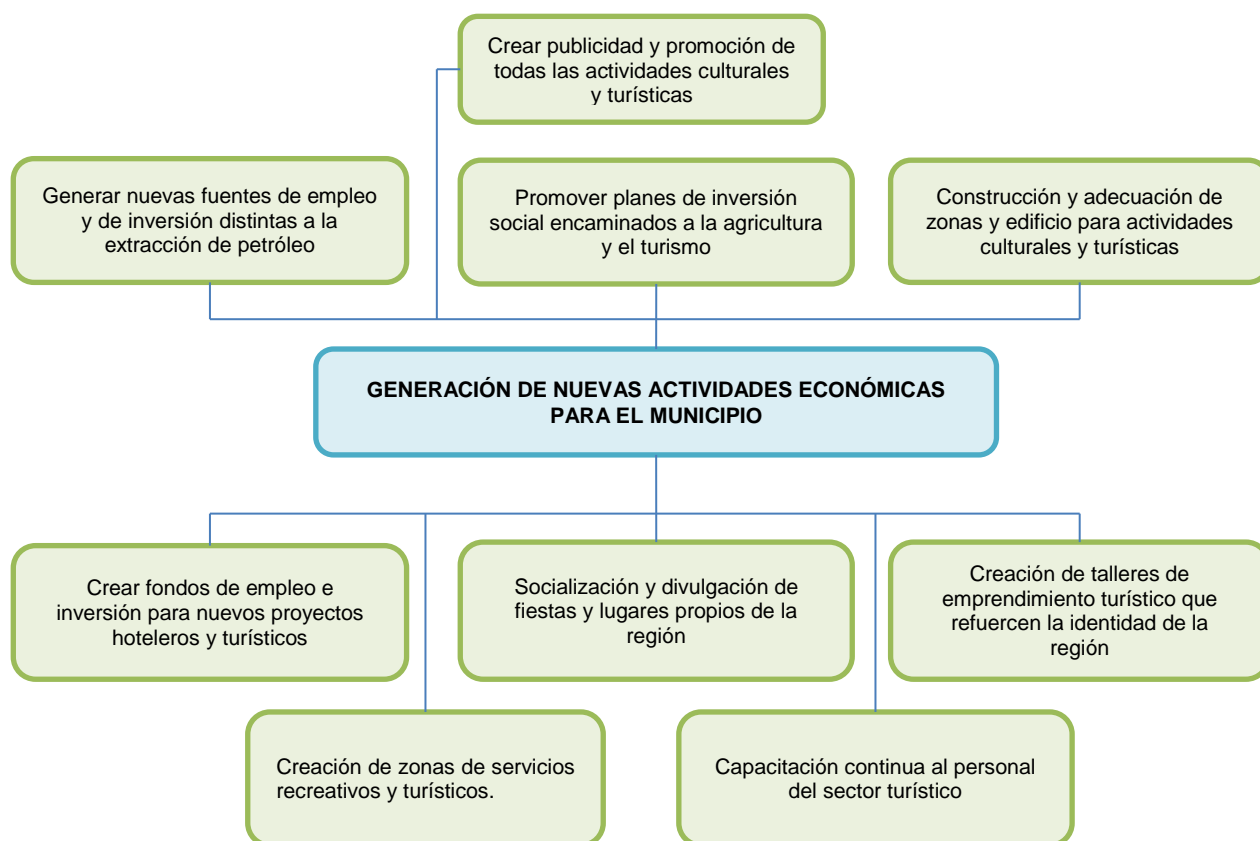 Crear publicidad y promoción de
todas las actividades culturales
y turísticas
Generar nuevas fuentes de empleo
y de inversión distintas a la
extracción de petróleo
Promover planes de inversión
social encaminados a la agricultura
y el turismo
Construcción y adecuación de
zonas y edificio para actividades
culturales y turísticas
GENERACIÓN DE NUEVAS ACTIVIDADES ECONÓMICAS
PARA EL MUNICIPIO
Crear fondos de empleo e
inversión para nuevos proyectos
hoteleros y turísticos
Socialización y divulgación de
fiestas y lugares propios de la
región
Creación de talleres de
emprendimiento turístico que
refuercen la identidad de la
región
Creación de zonas de servicios
recreativos y turísticos.
Capacitación continua al personal
del sector turístico